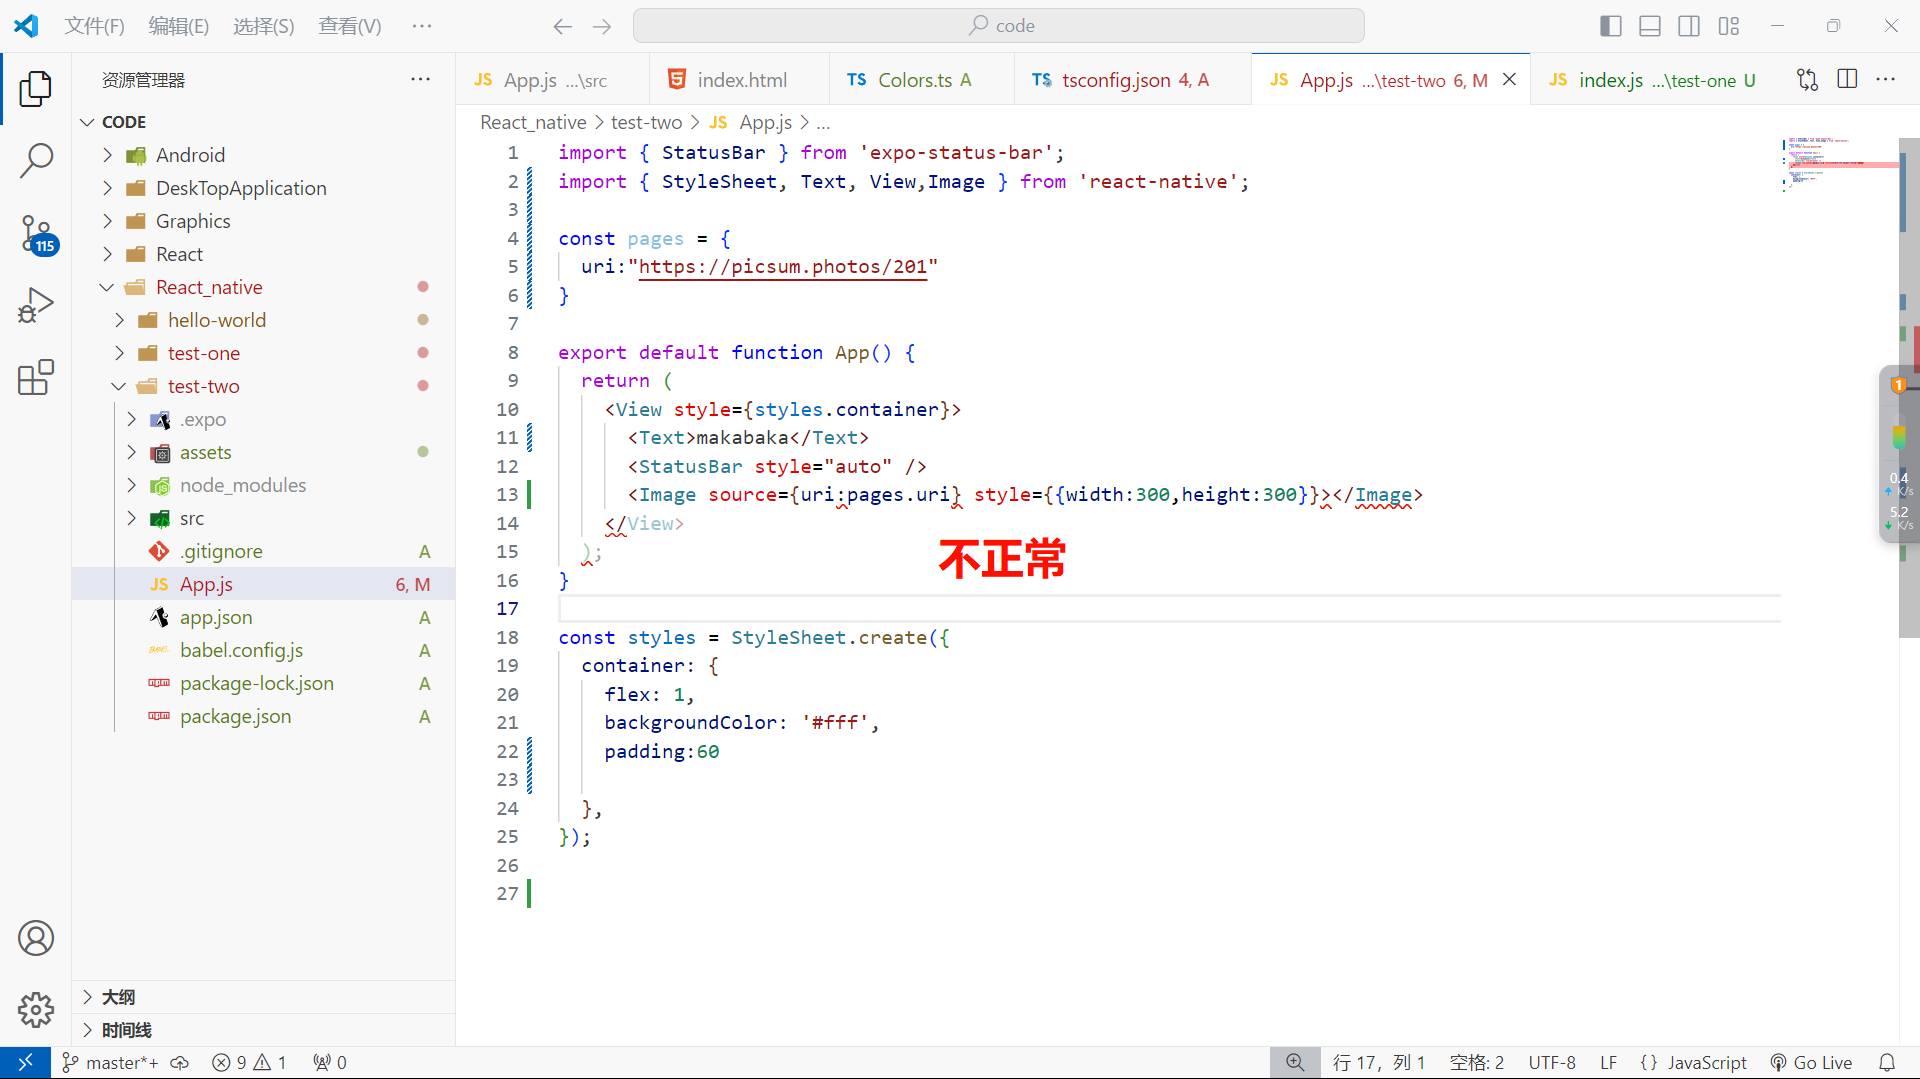 文件(F) 编辑(E) 选择(S) 查看(V) ···
code
资源管理器 ···
JS App.js ...\src
index.html
TS Colors.ts A
TS tsconfig.json 4, A
JS App.js ...\test-two 6, M
JS index.js ...\test-one U
CODE
Android
DeskTopApplication
Graphics
React
React_native
hello-world
test-one
test-two
.expo
assets
node_modules
src
.gitignore A
JS App.js 6, M
app.json A
babel.config.js A
package-lock.json A
package.json A
大纲
时间线
115
React_native > test-two > JS App.js > ...
1 import { StatusBar } from 'expo-status-bar';
2 import { StyleSheet, Text, View,Image } from 'react-native';
3
4 const pages = {
5 uri:"https://picsum.photos/201"
6 }
7
8 export default function App() {
9 return (
10 <View style={styles.container}>
11 <Text>makabaka</Text>
12 <StatusBar style="auto" />
13 <Image source={uri:pages.uri} style={{width:300,height:300}}></Image>
14 </View>
15 );
16 }
17
18 const styles = StyleSheet.create({
19 container: {
20 flex: 1,
21 backgroundColor: '#fff',
22 padding:60
23
24 },
25 });
26
27
不正常
1
0.4
K/s
5.2
K/s
master*+ 9 1 0
行 17, 列 1 空格: 2 UTF-8 LF {} JavaScript Go Live